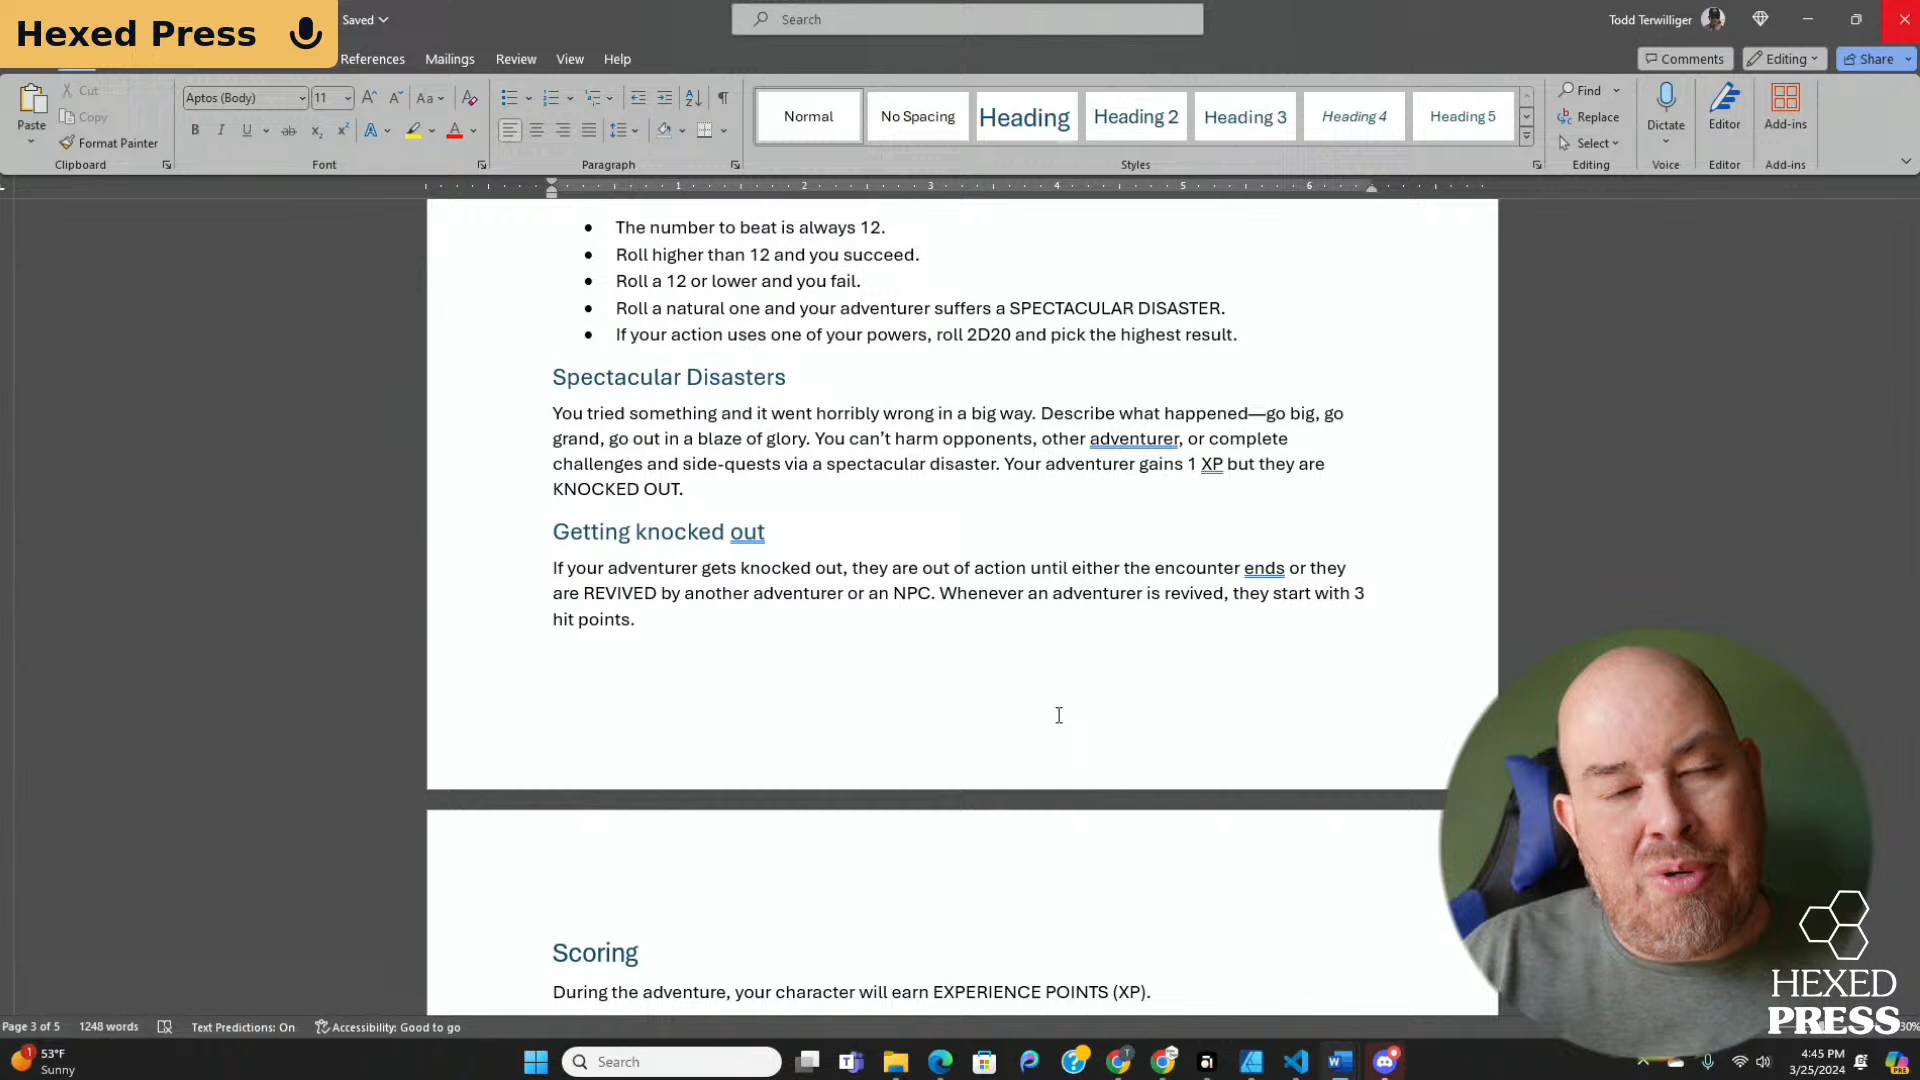 Hexed Press
Saved
Search
Todd Terwilliger
References Mailings Review View Help
Comments Editing Share
Paste
Cut
Copy
Format Painter
Clipboard
Aptos (Body) 11
Font
Paragraph
Normal
No Spacing
Heading
Heading 2
Heading 3
Heading 4
Heading 5
Styles
Find
Replace
Select
Editing
Dictate
Voice
Editor
Editor
Add-ins
Add-ins
1 2 3 4 5 6
• The number to beat is always 12.
• Roll higher than 12 and you succeed.
• Roll a 12 or lower and you fail.
• Roll a natural one and your adventurer suffers a SPECTACULAR DISASTER.
• If your action uses one of your powers, roll 2D20 and pick the highest result.
Spectacular Disasters
You tried something and it went horribly wrong in a big way. Describe what happened—go big, go
grand, go out in a blaze of glory. You can’t harm opponents, other adventurer, or complete
challenges and side-quests via a spectacular disaster. Your adventurer gains 1 XP but they are
KNOCKED OUT.
Getting knocked out
If your adventurer gets knocked out, they are out of action until either the encounter ends or they
are REVIVED by another adventurer or an NPC. Whenever an adventurer is revived, they start with 3
hit points.
Scoring
During the adventure, your character will earn EXPERIENCE POINTS (XP).
HEXED
PRESS
Page 3 of 5 1248 words Text Predictions: On Accessibility: Good to go
53°F
Sunny
Search
4:45 PM
3/25/2024